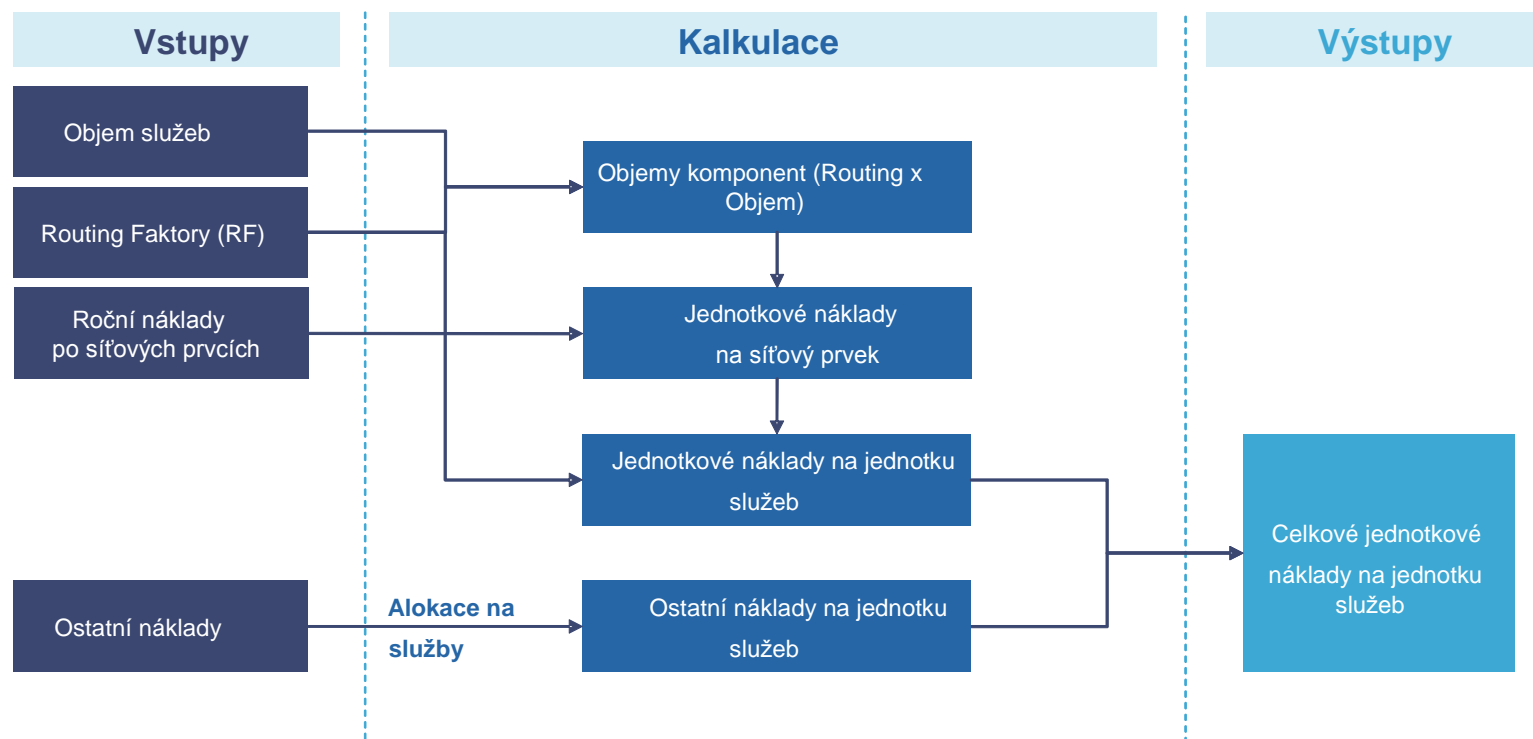 Vstupy
Kalkulace
Výstupy
Objem služeb
Routing Faktory (RF)
Roční náklady
po síťových prvcích
Ostatní náklady
Alokace na
služby
Objemy komponent (Routing x
Objem)
Jednotkové náklady
na síťový prvek
Jednotkové náklady na jednotku
služeb
Ostatní náklady na jednotku
služeb
Celkové jednotkové
náklady na jednotku
služeb